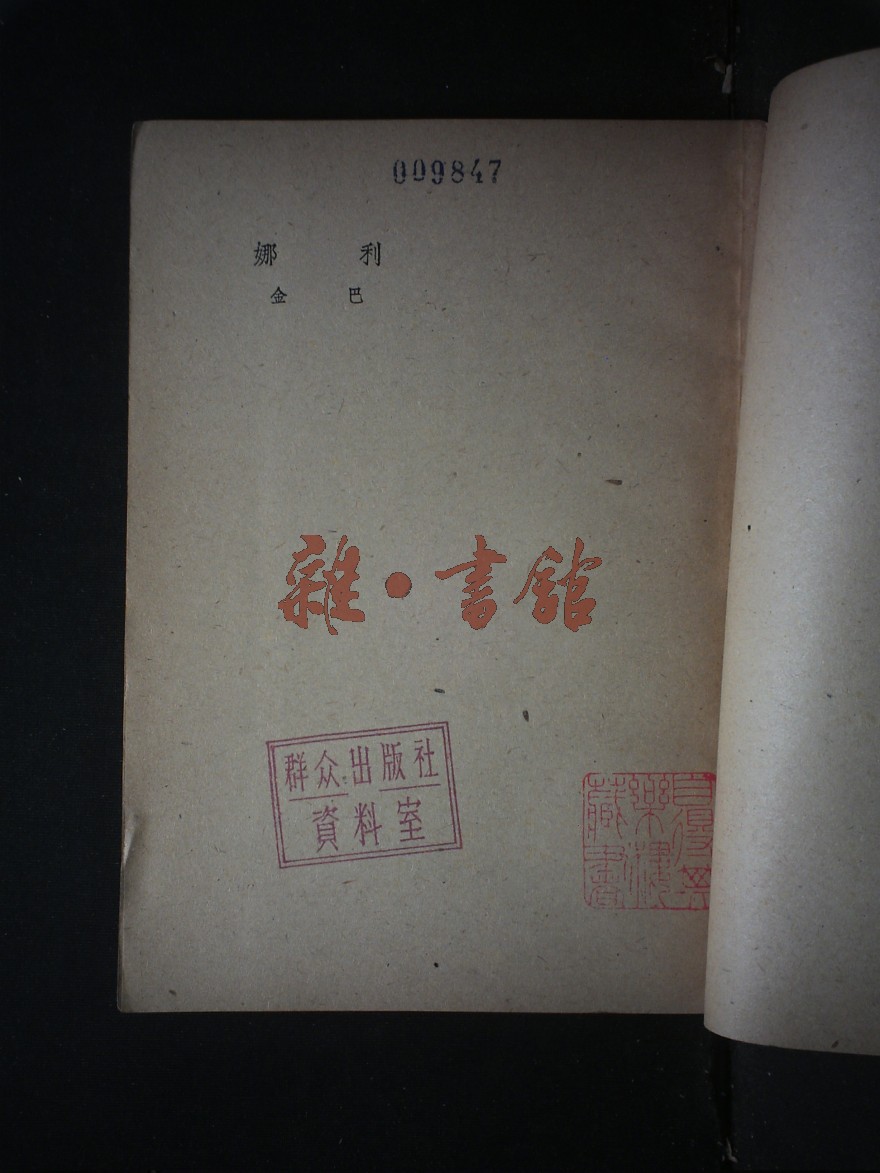 009847
娜 利
金 巴
雜·書館
群众出版社
資料室